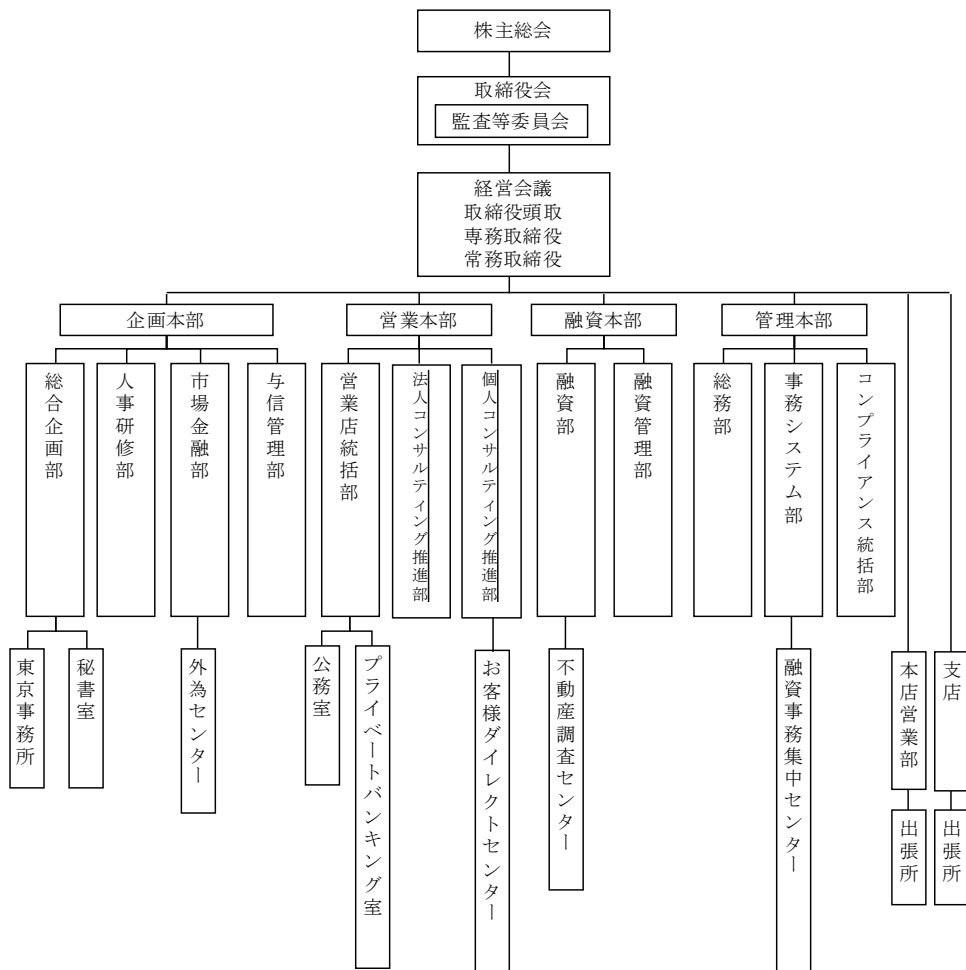 株主総会
取締役会
監査等委員会
経営会議
取締役頭取
専務取締役
常務取締役
企画本部
営業本部
融資本部
管理本部
総合企画部
人事研修部
市場金融部
与信管理部
営業店統括部
法人コンサルティング推進部
個人コンサルティング推進部
融資部
融資管理部
総務部
事務システム部
コンプライアンス統括部
東京事務所
秘書室
外為センター
公務室
プライベートバンキング室
お客様ダイレクトセンター
不動産調査センター
融資事務集中センター
本店営業部
支店
出張所
出張所